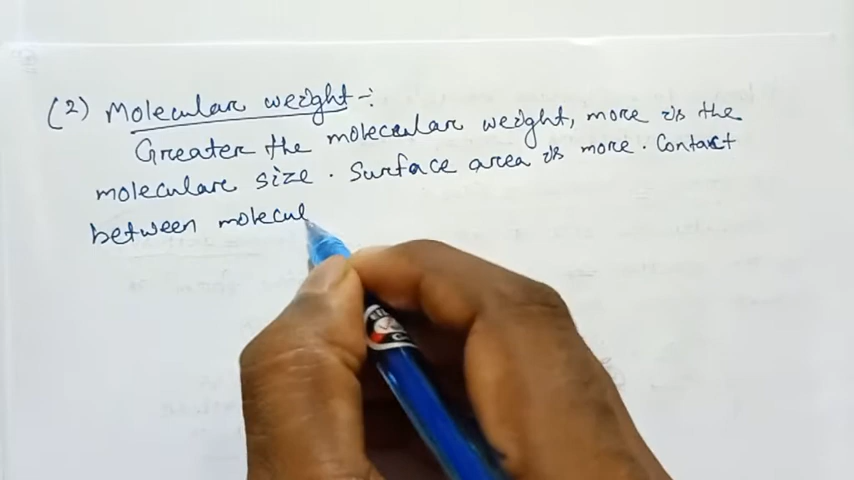 (2) Molecular weight :-
Greater the molecular weight, more is the
molecular size. Surface area is more. Contact
between molecul